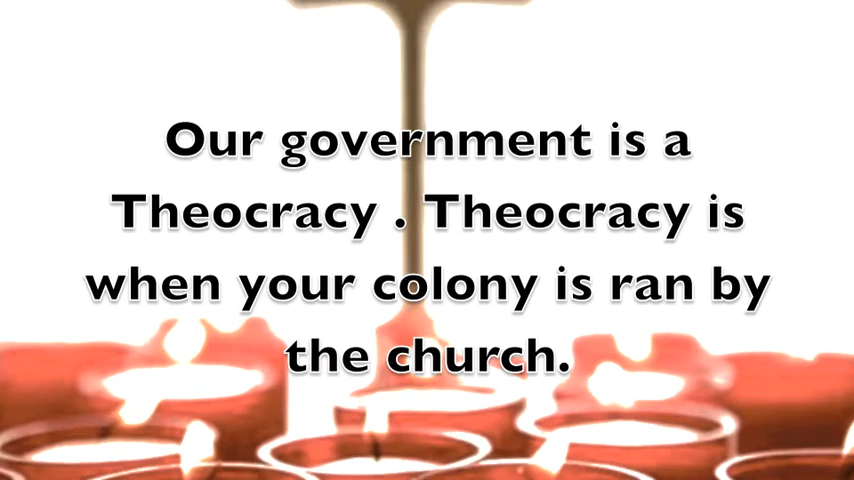 Our government is a
Theocracy . Theocracy is
when your colony is ran by
the church.